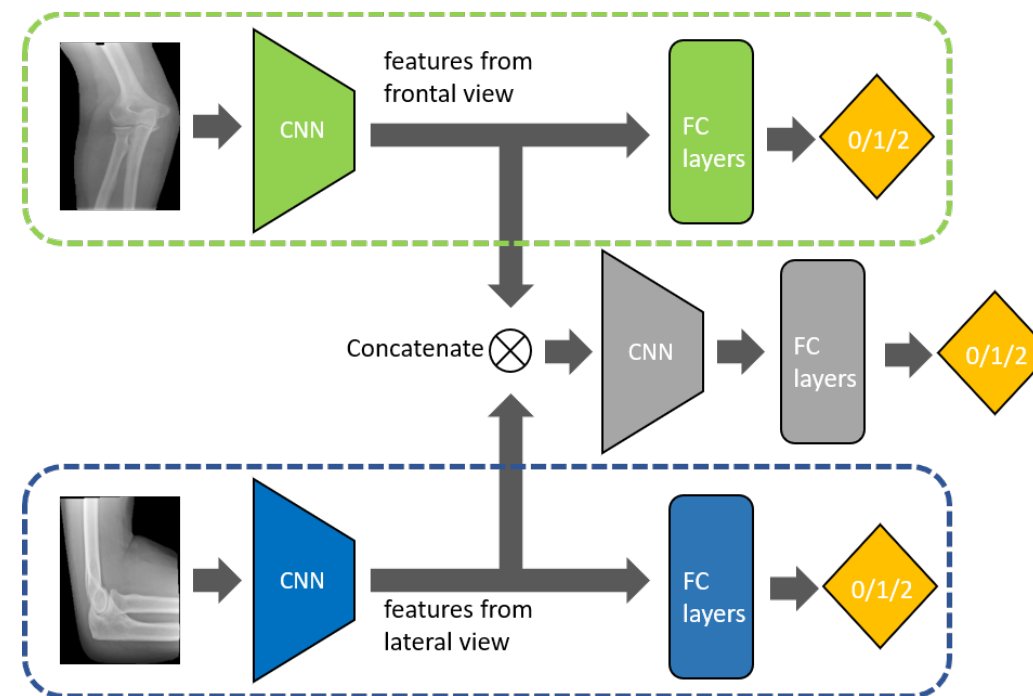 features from
frontal view
CNN
FC
layers
0/1/2
Concatenate
CNN
FC
layers
0/1/2
CNN
features from
lateral view
FC
layers
0/1/2